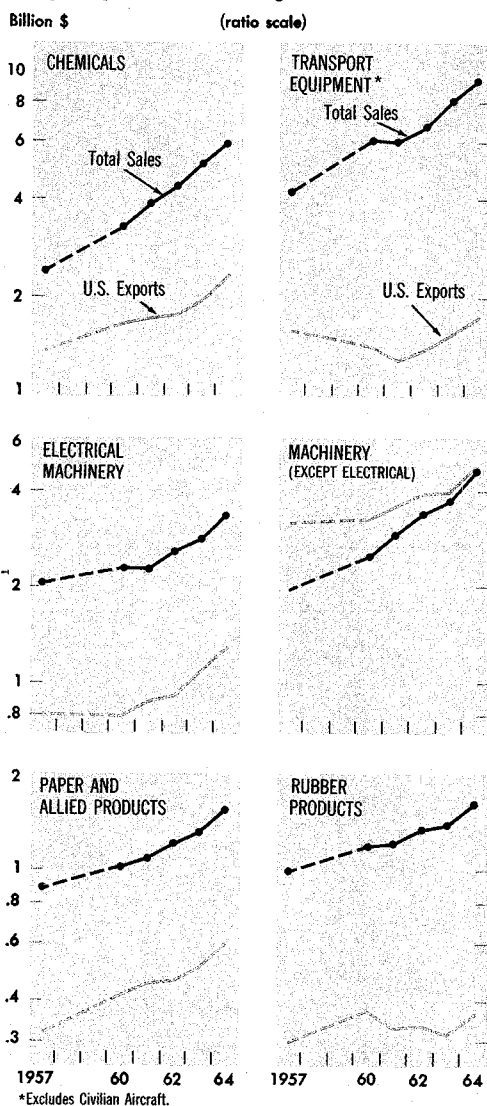 Billion $ (ratio scale)
CHEMICALS
TRANSPORT
EQUIPMENT*
10
8
6
4
2
1
Total Sales
U.S. Exports
Total Sales
U.S. Exports
ELECTRICAL
MACHINERY
MACHINERY
(EXCEPT ELECTRICAL)
6
4
2
1
.8
PAPER AND
ALLIED PRODUCTS
RUBBER
PRODUCTS
2
1
.8
.6
.4
.3
1957 60 62 64 1957 60 62 64
*Excludes Civilian Aircraft.